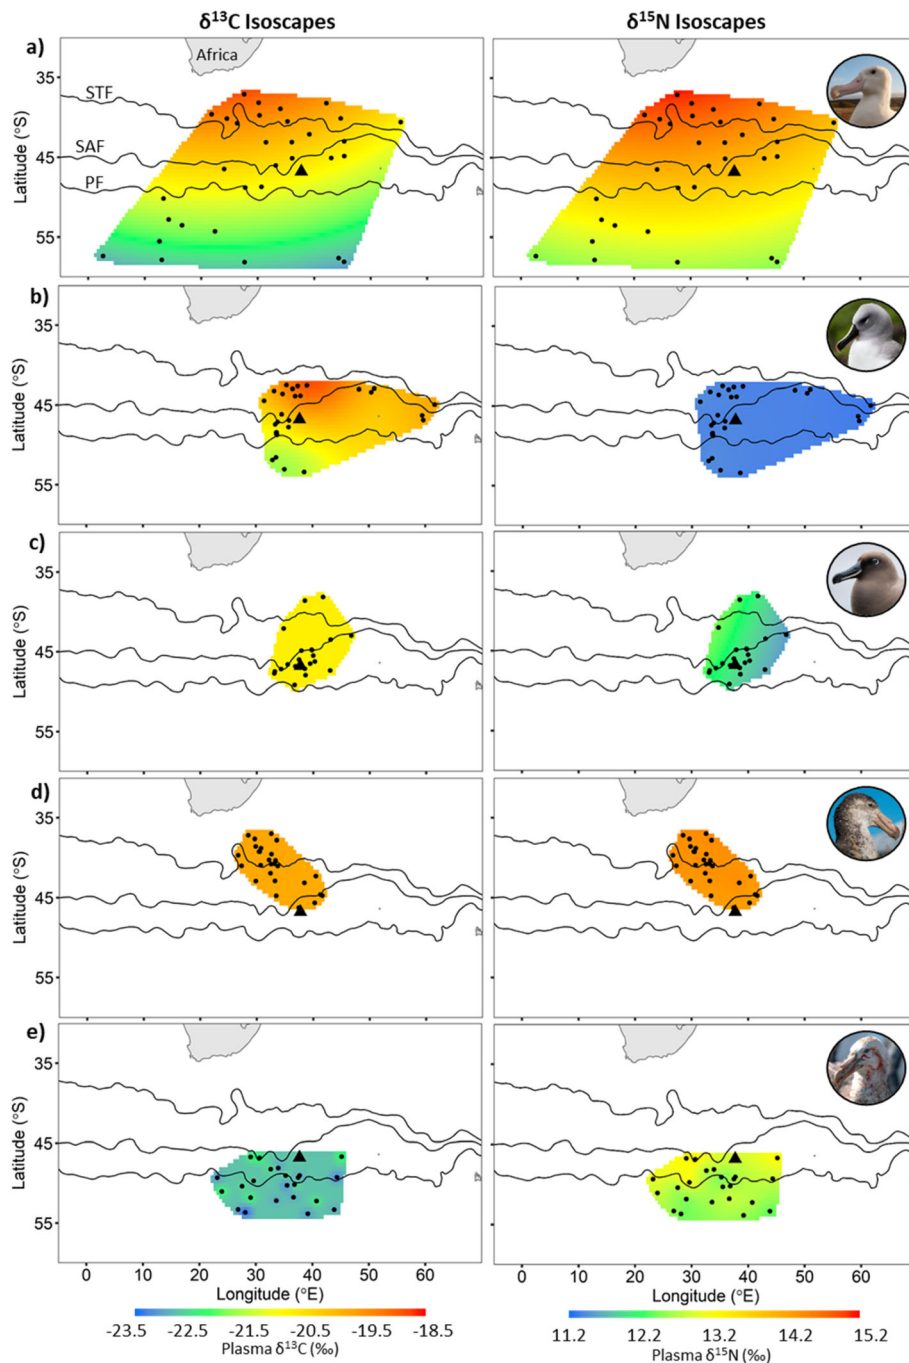 δ¹³C Isoscapes
δ¹⁵N Isoscapes
a)
Africa
35
STF
45
SAF
PF
55
Latitude (°S)
b)
35
45
55
Latitude (°S)
c)
35
45
55
Latitude (°S)
d)
35
45
55
Latitude (°S)
e)
35
45
55
Latitude (°S)
0 10 20 30 40 50 60
0 10 20 30 40 50 60
Longitude (°E)
Longitude (°E)
-23.5 -22.5 -21.5 -20.5 -19.5 -18.5
11.2 12.2 13.2 14.2 15.2
Plasma δ¹³C (‰)
Plasma δ¹⁵N (‰)